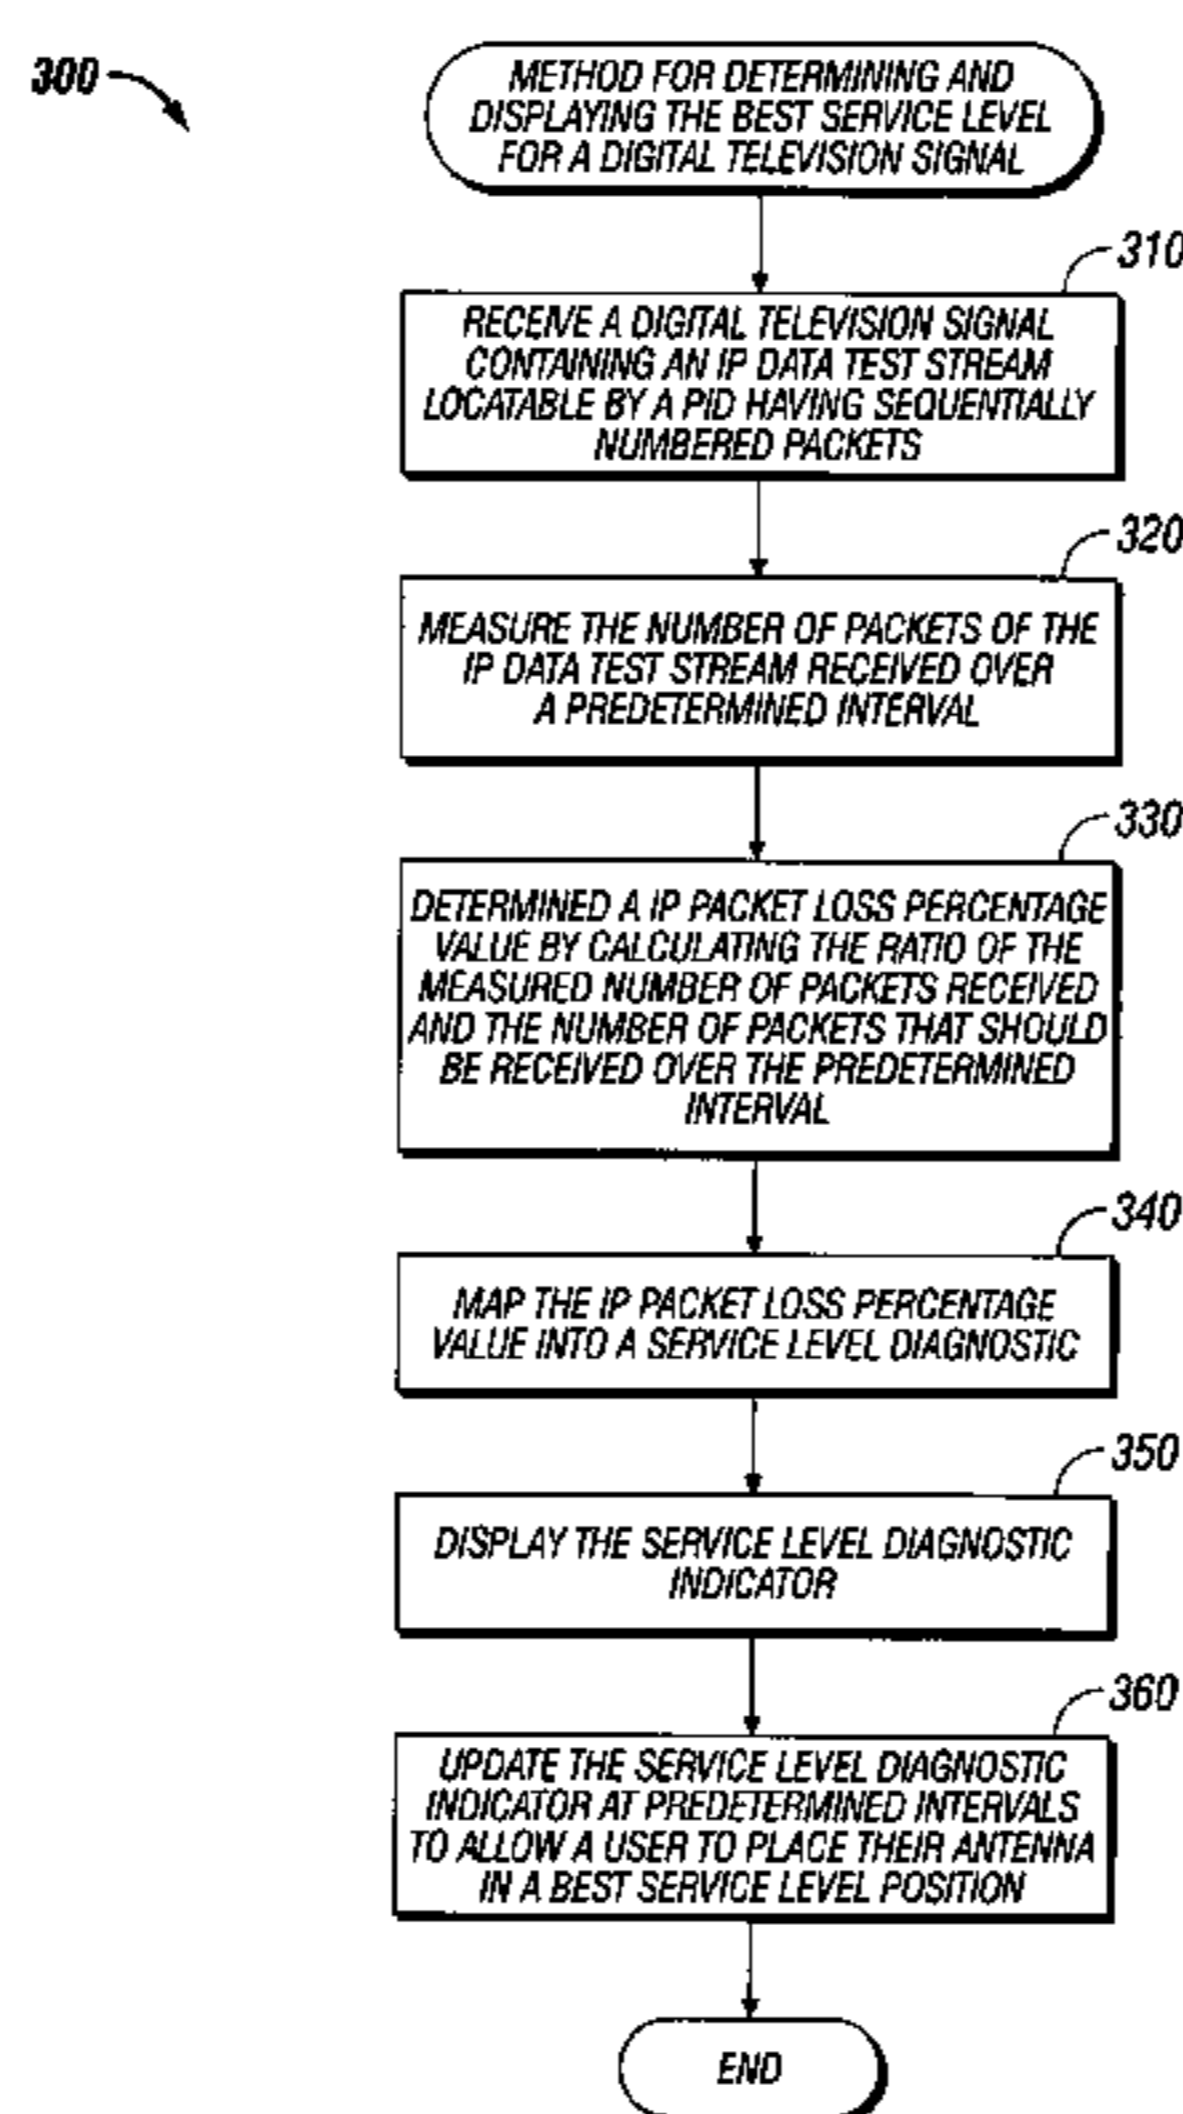 300
METHOD FOR DETERMINING AND
DISPLAYING THE BEST SERVICE LEVEL
FOR A DIGITAL TELEVISION SIGNAL
310
RECEIVE A DIGITAL TELEVISION SIGNAL
CONTAINING AN IP DATA TEST STREAM
LOCATABLE BY A PID HAVING SEQUENTIALLY
NUMBERED PACKETS
320
MEASURE THE NUMBER OF PACKETS OF THE
IP DATA TEST STREAM RECEIVED OVER
A PREDETERMINED INTERVAL
330
DETERMINED A IP PACKET LOSS PERCENTAGE
VALUE BY CALCULATING THE RATIO OF THE
MEASURED NUMBER OF PACKETS RECEIVED
AND THE NUMBER OF PACKETS THAT SHOULD
BE RECEIVED OVER THE PREDETERMINED
INTERVAL
340
MAP THE IP PACKET LOSS PERCENTAGE
VALUE INTO A SERVICE LEVEL DIAGNOSTIC
350
DISPLAY THE SERVICE LEVEL DIAGNOSTIC
INDICATOR
360
UPDATE THE SERVICE LEVEL DIAGNOSTIC
INDICATOR AT PREDETERMINED INTERVALS
TO ALLOW A USER TO PLACE THEIR ANTENNA
IN A BEST SERVICE LEVEL POSITION
END